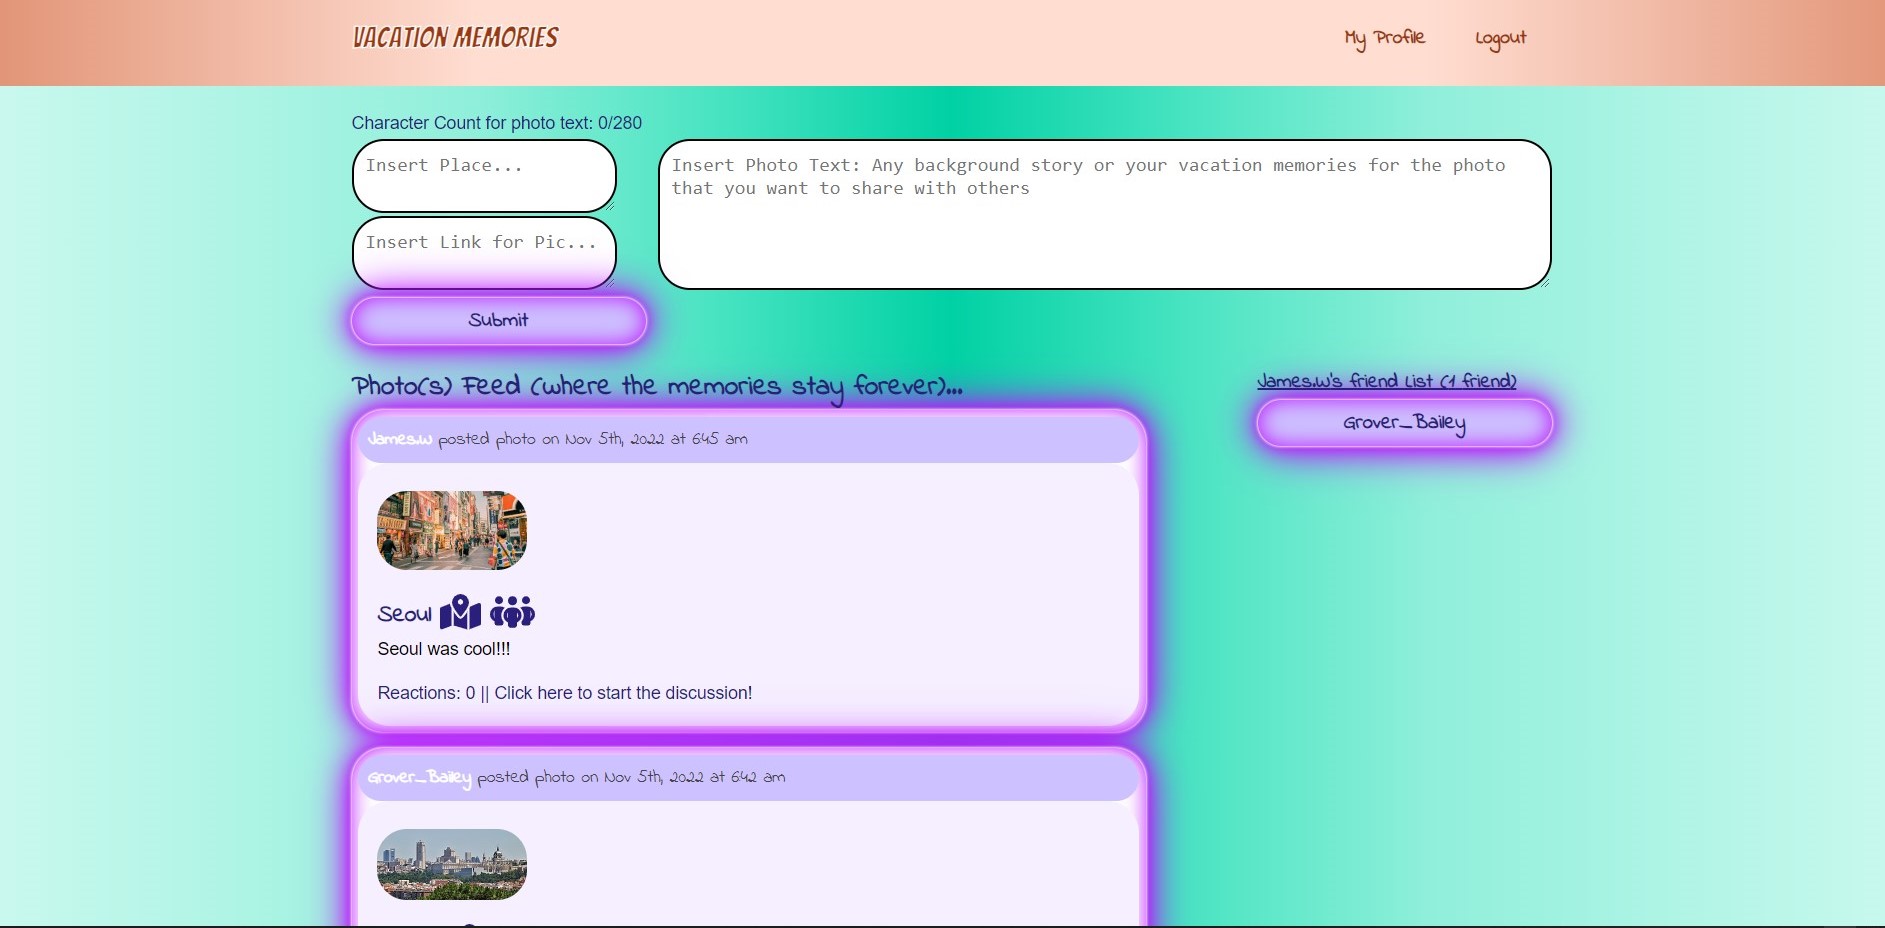 VACATION MEMORIES
My Profile
Logout
Character Count for photo text: 0/280
Insert Place...
Insert Link for Pic...
Insert Photo Text: Any background story or your vacation memories for the photo
that you want to share with others
Submit
Photo(s) Feed (where the memories stay forever)...
James.W posted photo on Nov 5th, 2022 at 6:45 am
Seoul
Seoul was cool!!!
Reactions: 0 || Click here to start the discussion!
Grover_Bailey posted photo on Nov 5th, 2022 at 6:42 am
James.W's friend List (1 friend)
Grover_Bailey